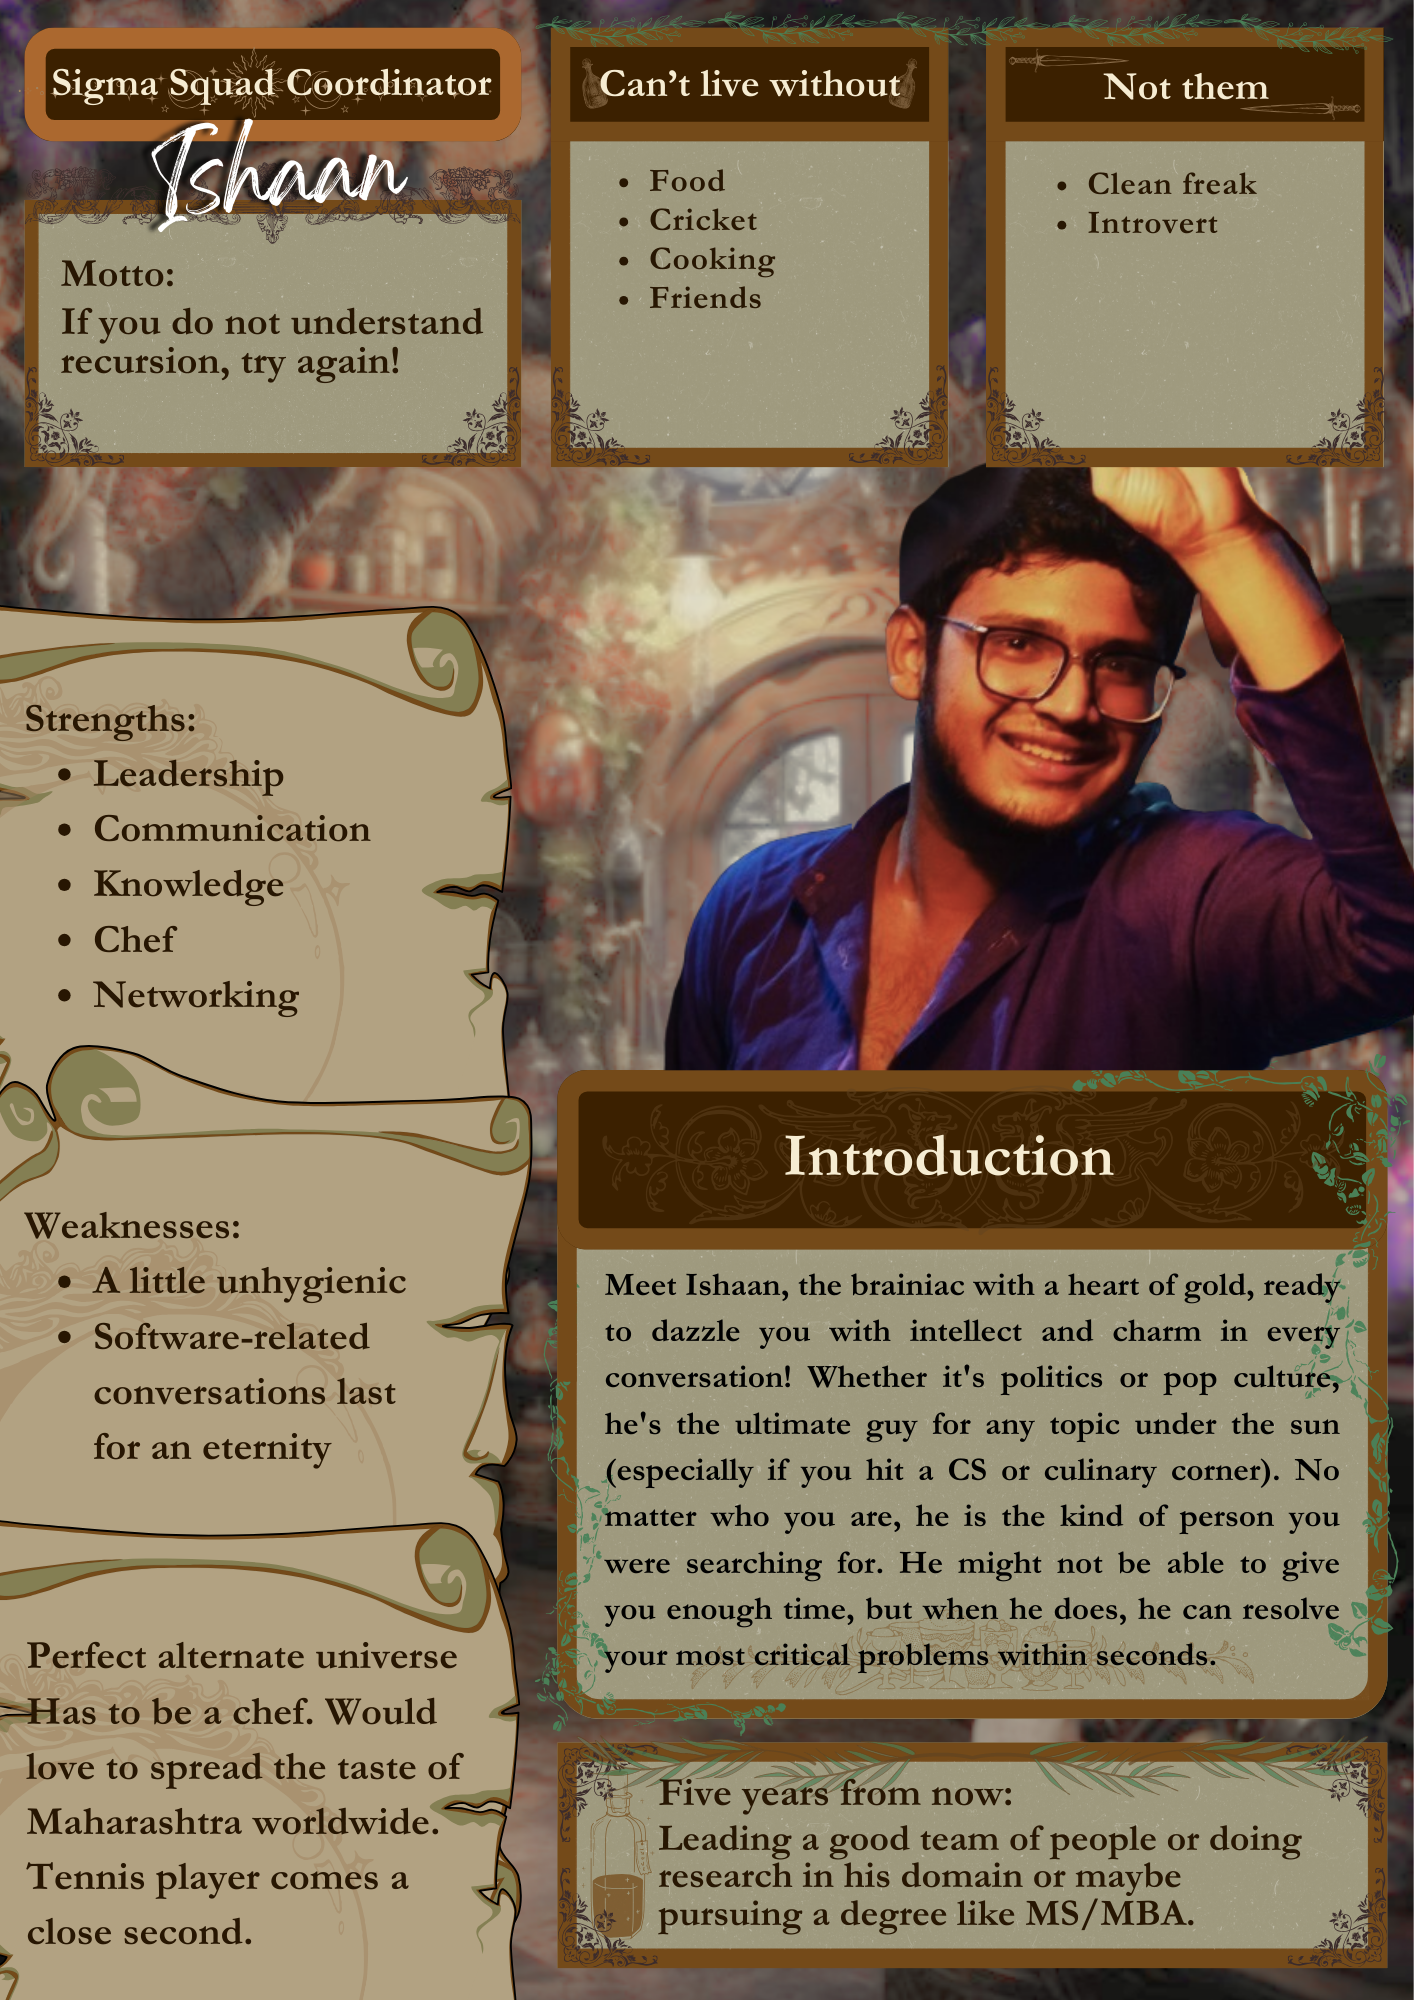 Sigma Squad Coordinator
Ishaan
Motto:
If you do not understand
recursion, try again!
Can't live without
• Food
• Cricket
• Cooking
• Friends
Not them
• Clean freak
• Introvert
Strengths:
• Leadership
• Communication
• Knowledge
• Chef
• Networking
Weaknesses:
• A little unhygienic
• Software-related
conversations last
for an eternity
Perfect alternate universe
Has to be a chef. Would
love to spread the taste of
Maharashtra worldwide.
Tennis player comes a
close second.
Introduction
Meet Ishaan, the brainiac with a heart of gold, ready
to dazzle you with intellect and charm in every
conversation! Whether it's politics or pop culture,
he's the ultimate guy for any topic under the sun
(especially if you hit a CS or culinary corner). No
matter who you are, he is the kind of person you
were searching for. He might not be able to give
you enough time, but when he does, he can resolve
your most critical problems within seconds.
Five years from now:
Leading a good team of people or doing
research in his domain or maybe
pursuing a degree like MS/MBA.